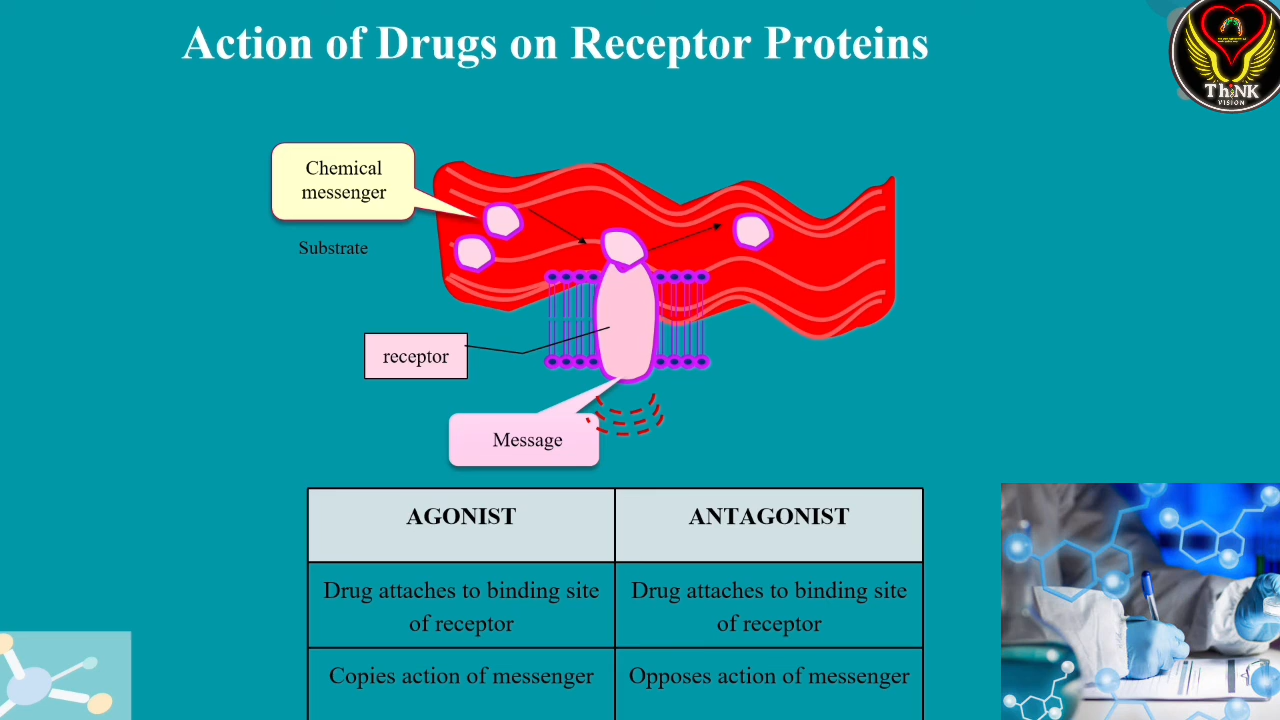 Action of Drugs on Receptor Proteins
ThiNK
VISION
Chemical
messenger
Substrate
receptor
Message
AGONIST
ANTAGONIST
Drug attaches to binding site
of receptor
Drug attaches to binding site
of receptor
Copies action of messenger
Opposes action of messenger